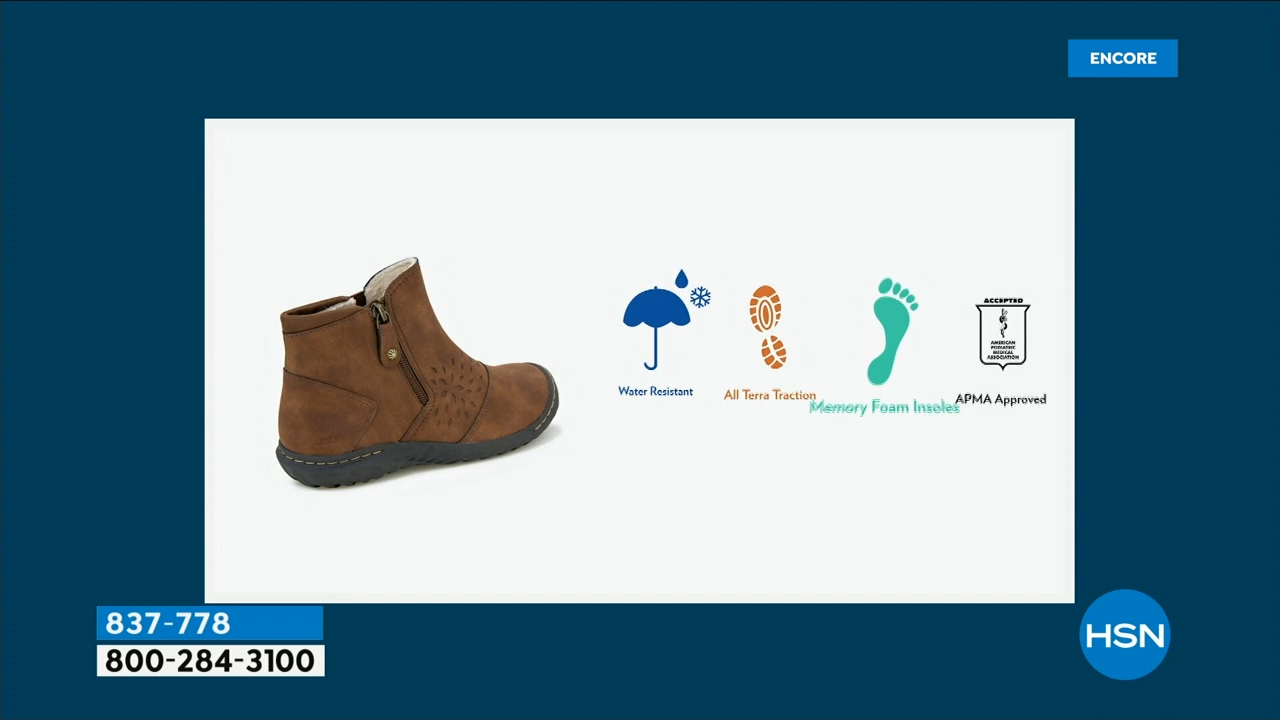 ENCORE
ACCEPTED
AMERICAN
PODIATRIC
MEDICAL
ASSOCIATION
Water Resistant
All Terra Traction
Memory Foam Insoles
APMA Approved
837-778
800-284-3100
HSN